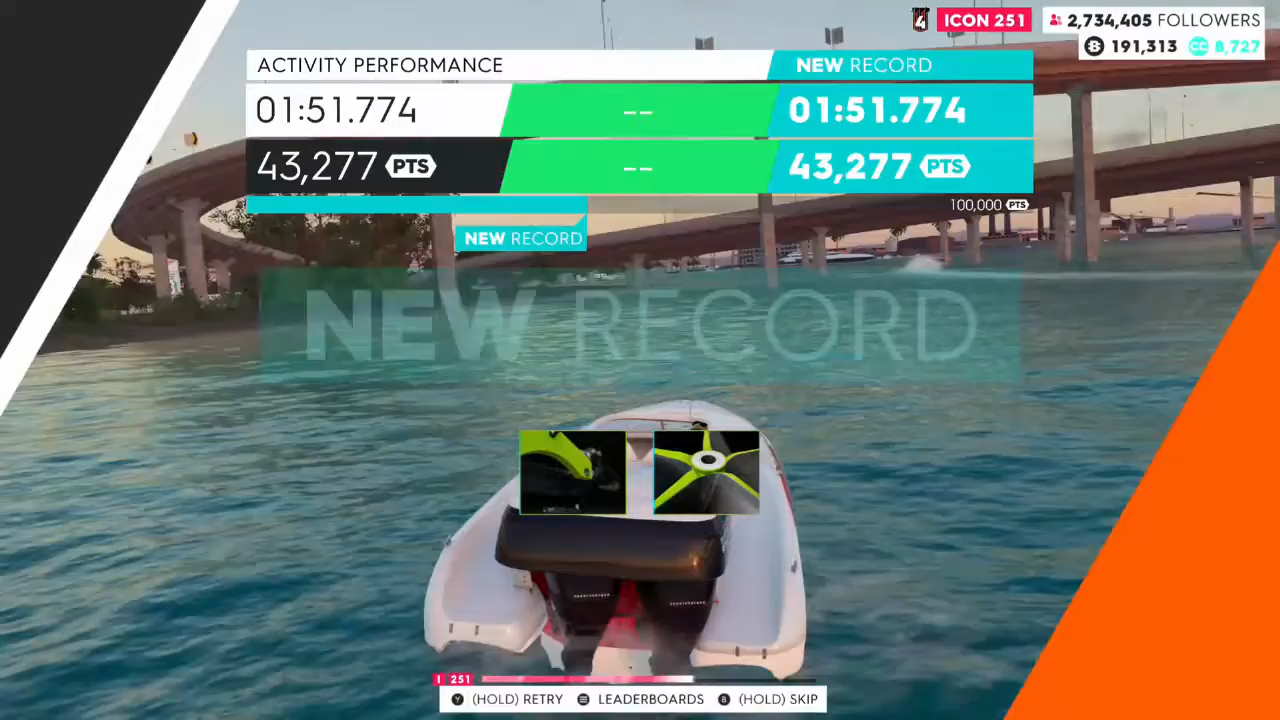 4 ICON 251 2,734,405 FOLLOWERS
191,313 CC 8,727
ACTIVITY PERFORMANCE NEW RECORD
01:51.774 -- 01:51.774
43,277 PTS -- 43,277 PTS
100,000 PTS
NEW RECORD
NEW RECORD
I 251
Y (HOLD) RETRY LEADERBOARDS B (HOLD) SKIP